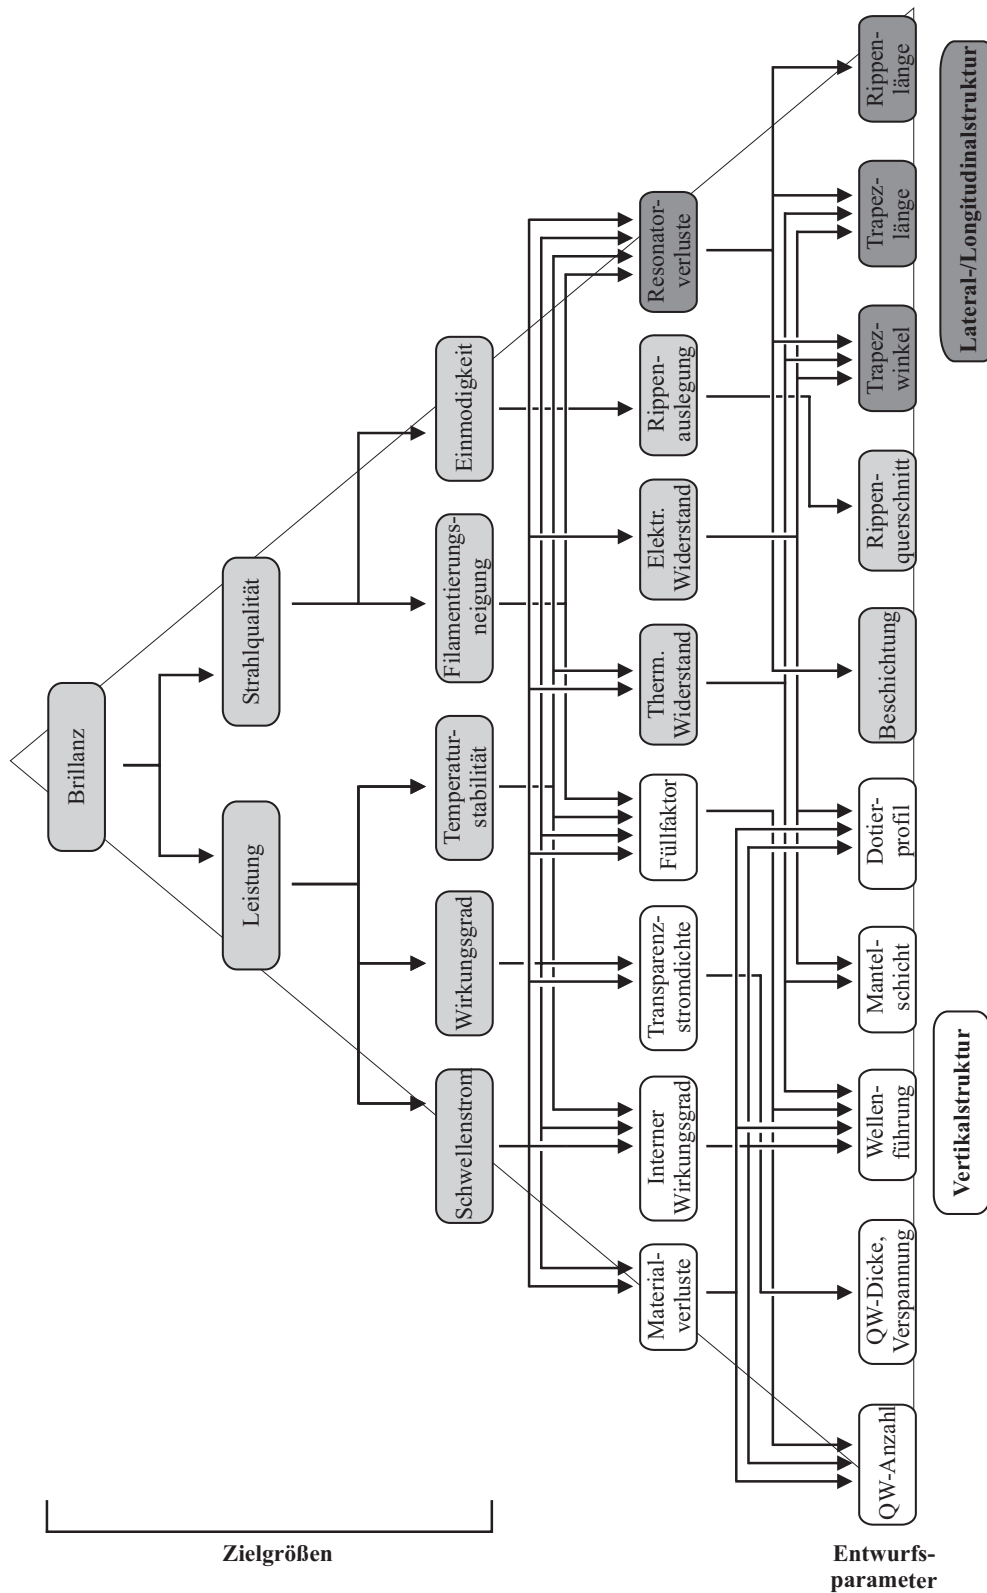 Brillanz
Leistung
Strahlqualität
Schwellenstrom
Wirkungsgrad
Temperatur-
stabilität
Filamentierungs-
neigung
Einmodigkeit
Material-
verluste
Interner
Wirkungsgrad
Transparenz-
stromdichte
Füllfaktor
Therm.
Widerstand
Elektr.
Widerstand
Rippen-
auslegung
Resonator-
verluste
QW-Anzahl
QW-Dicke,
Verspannung
Wellen-
führung
Mantel-
schicht
Dotier-
profil
Beschichtung
Rippen-
querschnitt
Trapez-
winkel
Trapez-
länge
Rippen-
länge
Vertikalstruktur
Lateral-/Longitudinalstruktur
Zielgrößen
Entwurfs-
parameter